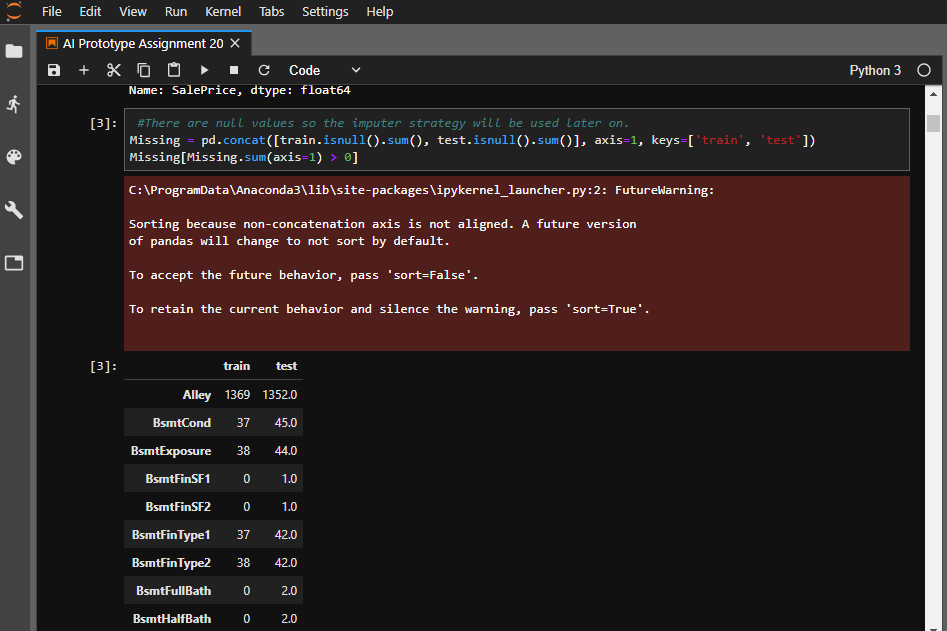 File Edit View Run Kernel Tabs Settings Help
AI Prototype Assignment 20
Code Python 3
Name: SalePrice, dtype: float64
[3]: #There are null values so the imputer strategy will be used later on.
Missing = pd.concat([train.isnull().sum(), test.isnull().sum()], axis=1, keys=['train', 'test'])
Missing[Missing.sum(axis=1) > 0]
C:\ProgramData\Anaconda3\lib\site-packages\ipykernel_launcher.py:2: FutureWarning:
Sorting because non-concatenation axis is not aligned. A future version
of pandas will change to not sort by default.
To accept the future behavior, pass 'sort=False'.
To retain the current behavior and silence the warning, pass 'sort=True'.
[3]: train test
Alley 1369 1352.0
BsmtCond 37 45.0
BsmtExposure 38 44.0
BsmtFinSF1 0 1.0
BsmtFinSF2 0 1.0
BsmtFinType1 37 42.0
BsmtFinType2 38 42.0
BsmtFullBath 0 2.0
BsmtHalfBath 0 2.0